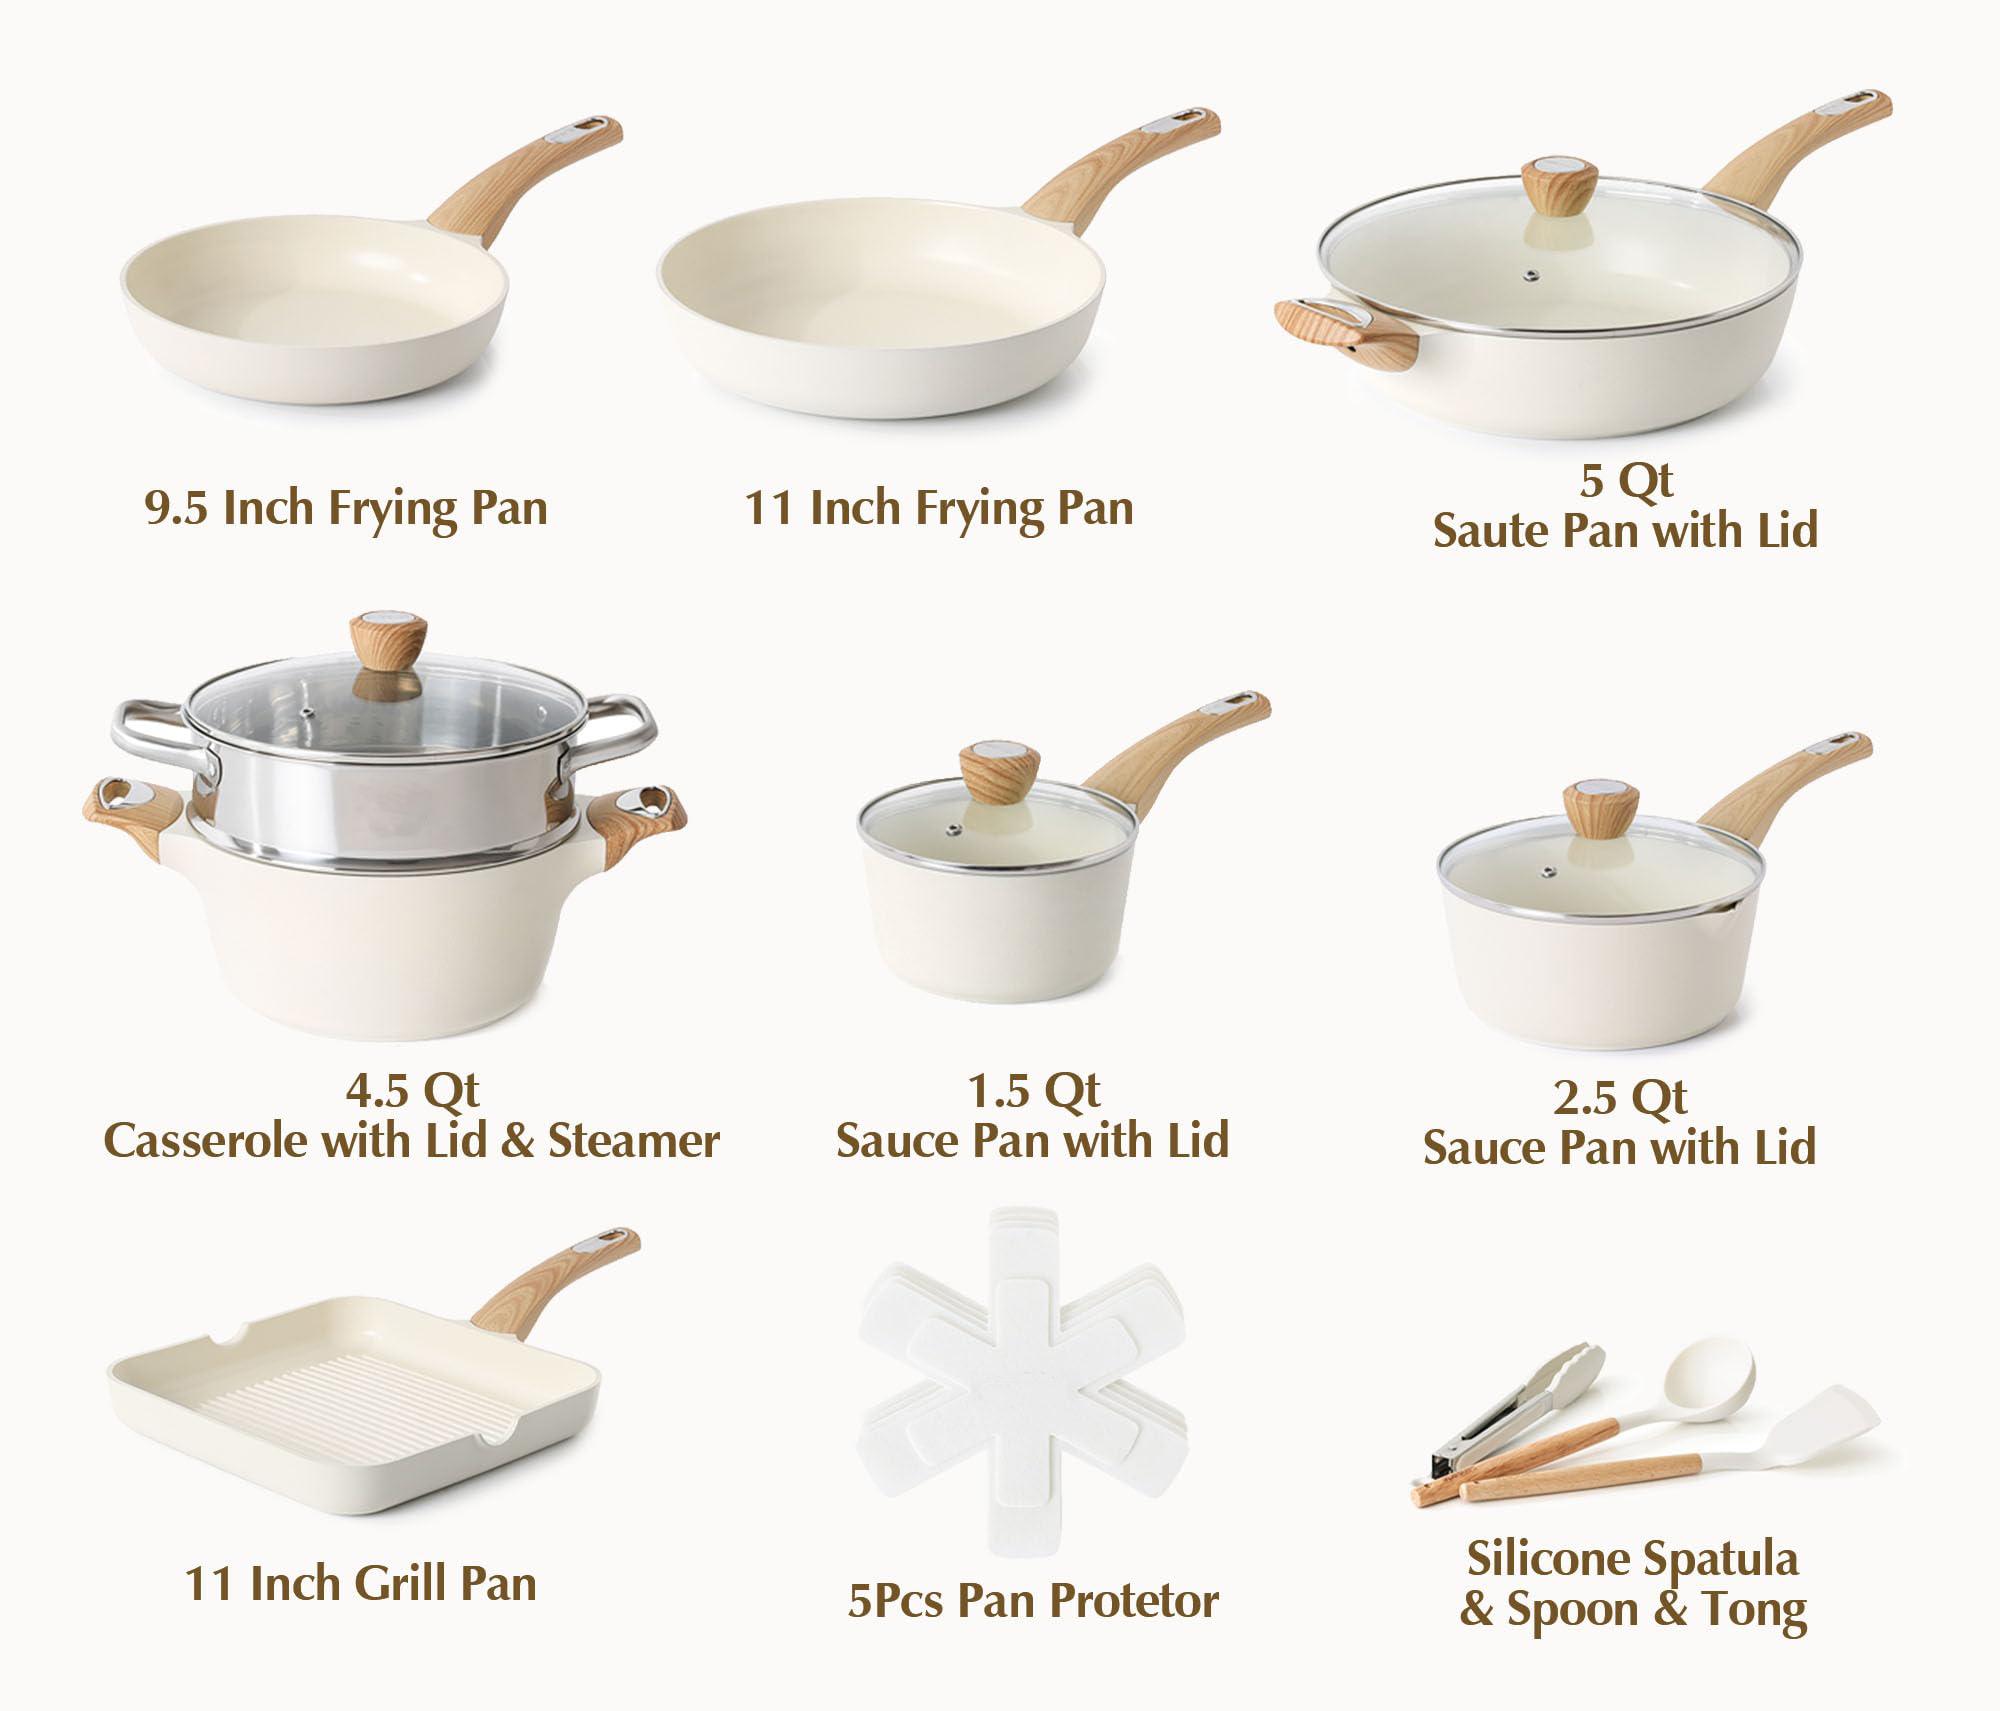 9.5 Inch Frying Pan
11 Inch Frying Pan
5 Qt
Saute Pan with Lid
4.5 Qt
Casserole with Lid & Steamer
1.5 Qt
Sauce Pan with Lid
2.5 Qt
Sauce Pan with Lid
11 Inch Grill Pan
5Pcs Pan Protetor
Silicone Spatula
& Spoon & Tong